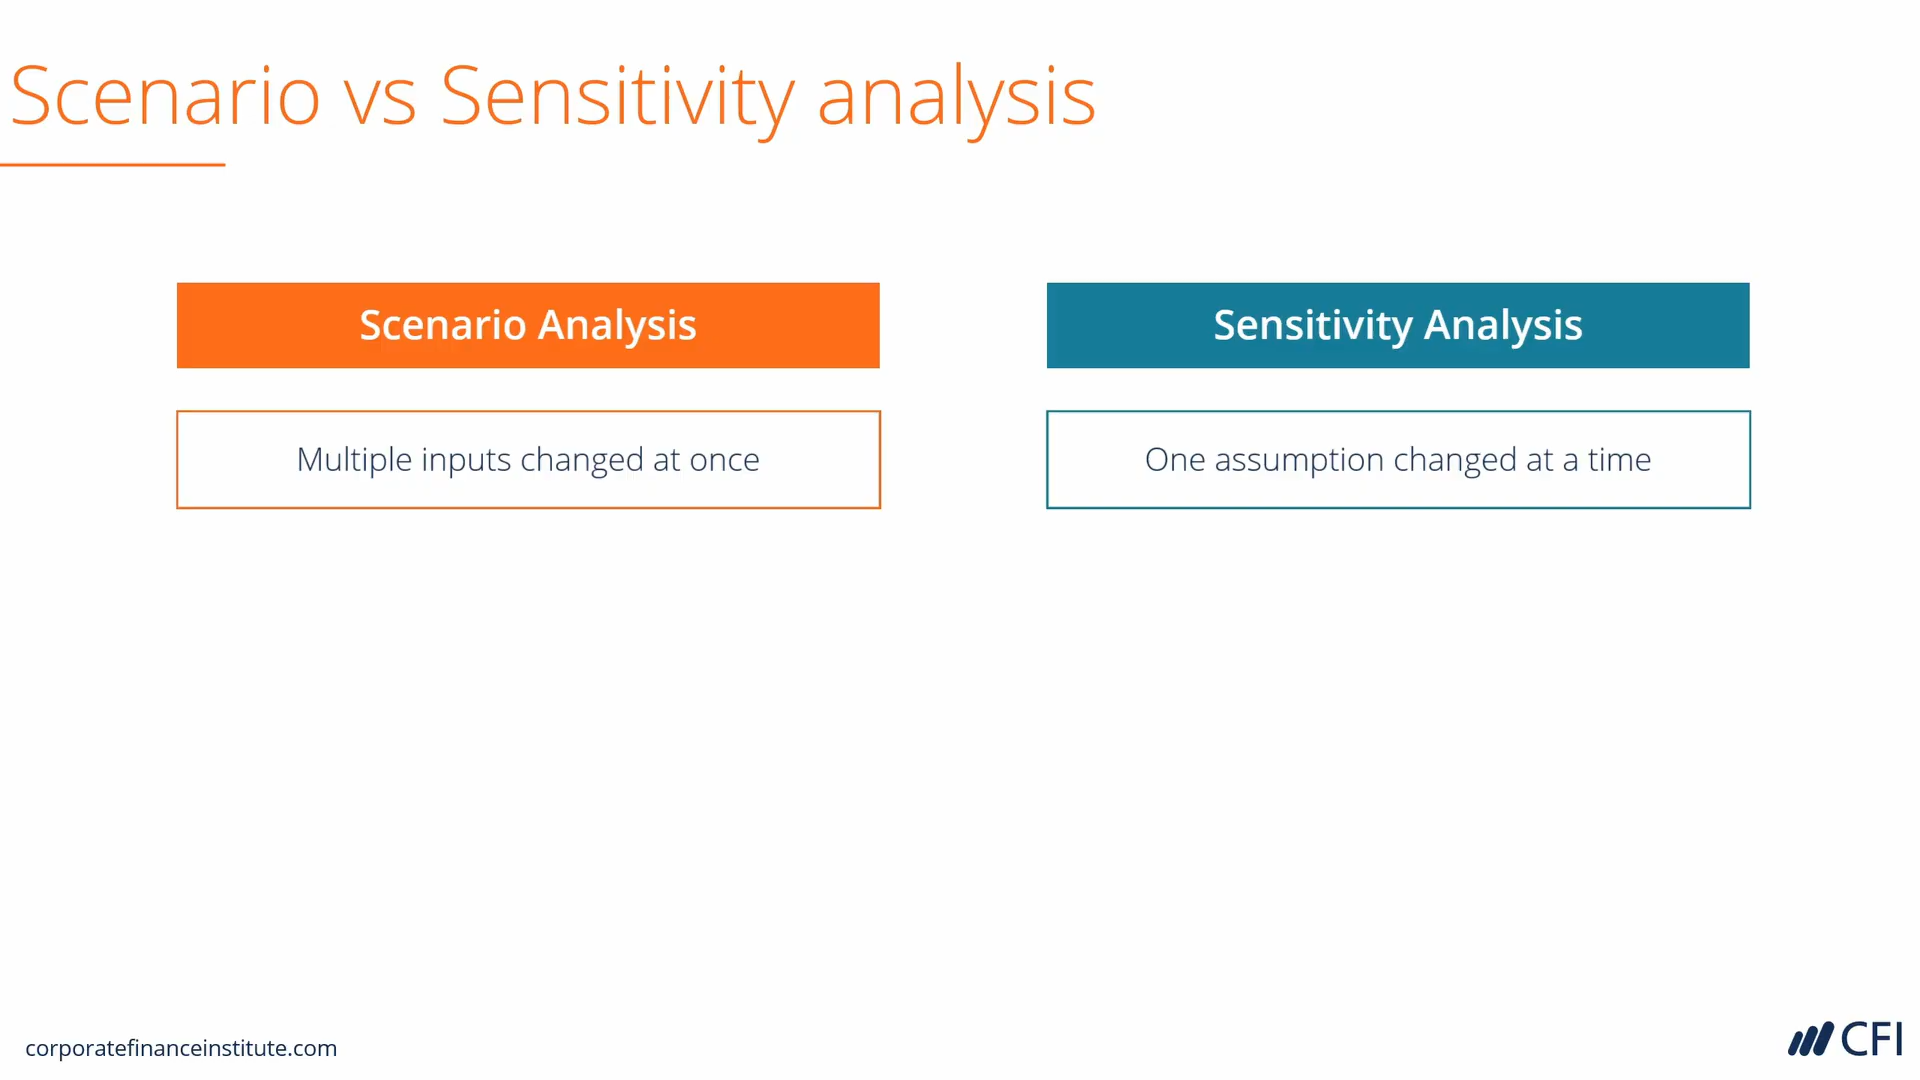 Scenario vs Sensitivity analysis
Scenario Analysis
Sensitivity Analysis
Multiple inputs changed at once
One assumption changed at a time
corporatefinanceinstitute.com
CFI